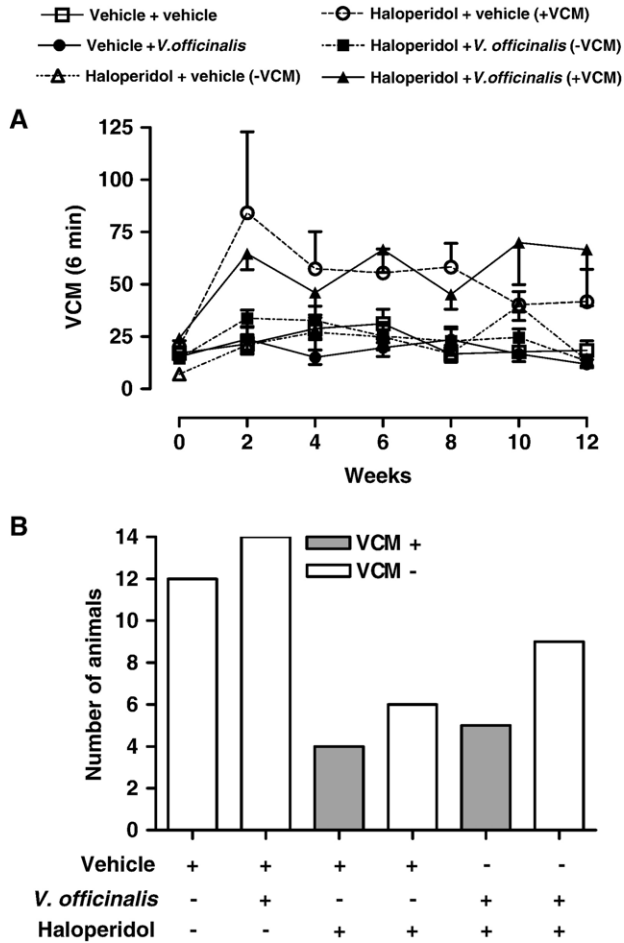 Vehicle + vehicle
Haloperidol + vehicle (+VCM)
Vehicle +V.officinalis
Haloperidol +V. officinalis (-VCM)
Haloperidol + vehicle (-VCM)
Haloperidol +V.officinalis (+VCM)
A
VCM (6 min)
125
100
75
50
25
0
0 2 4 6 8 10 12
Weeks
B
Number of animals
14
12
10
8
6
4
2
0
VCM +
VCM -
Vehicle + + + + - -
V. officinalis - + - - + +
Haloperidol - - + + + +